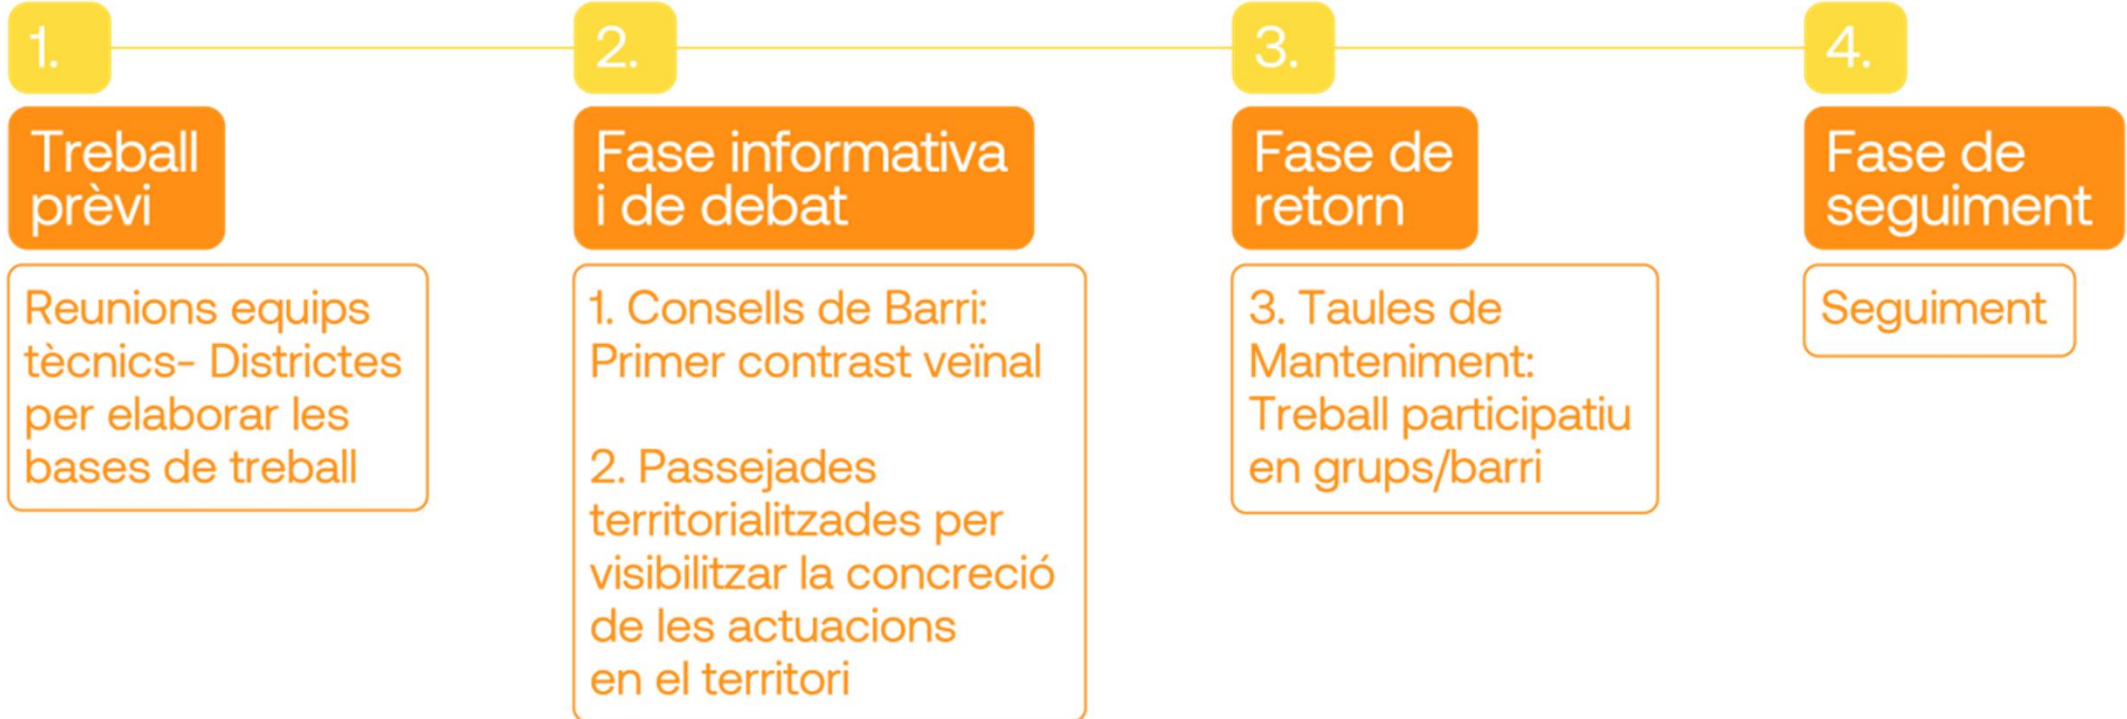 1.
Treball
prèvi
Reunions equips
tècnics- Districtes
per elaborar les
bases de treball
2.
Fase informativa
i de debat
1. Consells de Barri:
Primer contrast veïnal
2. Passejades
territorialitzades per
visibilitzar la concreció
de les actuacions
en el territori
3.
Fase de
retorn
3. Taules de
Manteniment:
Treball participatiu
en grups/barri
4.
Fase de
seguiment
Seguiment